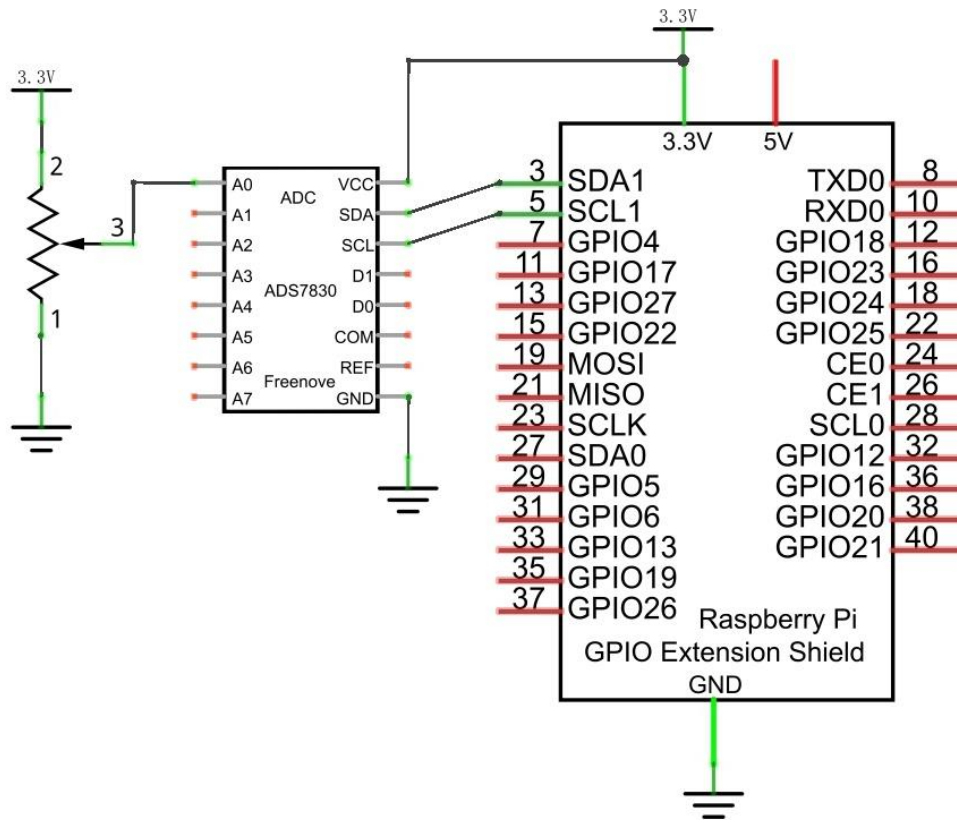 3.3V
3.3V
2
3
1
A0
A1
A2
A3
A4
A5
A6
A7
ADC
ADS7830
Freenove
VCC
SDA
SCL
D1
D0
COM
REF
GND
3.3V 5V
3 SDA1 TXD0 8
5 SCL1 RXD0 10
7 GPIO4 GPIO18 12
11 GPIO17 GPIO23 16
13 GPIO27 GPIO24 18
15 GPIO22 GPIO25 22
19 MOSI CE0 24
21 MISO CE1 26
23 SCLK SCL0 28
27 SDA0 GPIO12 32
29 GPIO5 GPIO16 36
31 GPIO6 GPIO20 38
33 GPIO13 GPIO21 40
35 GPIO19
37 GPIO26
Raspberry Pi
GPIO Extension Shield
GND